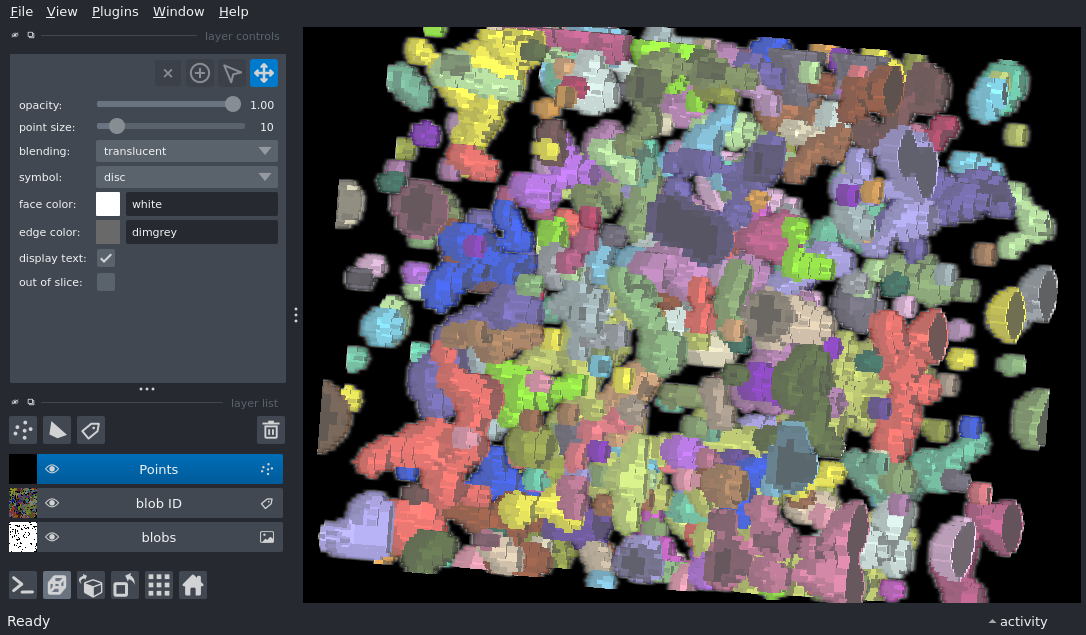 File View Plugins Window Help
layer controls
opacity: 1.00
point size: 10
blending: translucent
symbol: disc
face color: white
edge color: dimgrey
display text:
out of slice:
layer list
Points
blob ID
blobs
Ready
activity